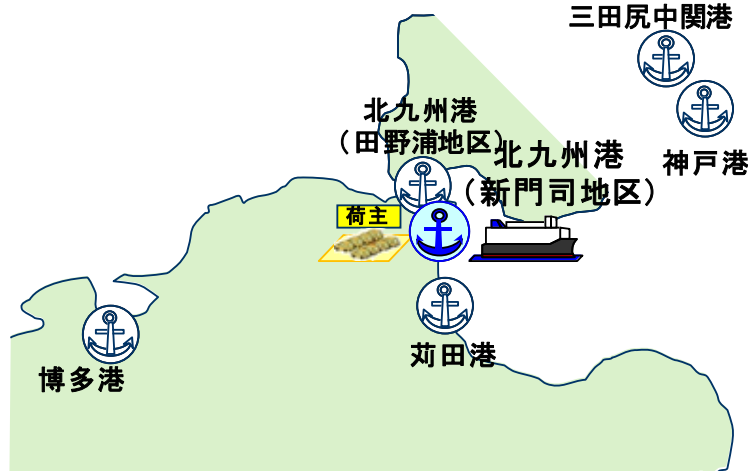 三田尻中関港
北九州港
（田野浦地区）
北九州港
（新門司地区）
神戸港
荷主
苅田港
博多港